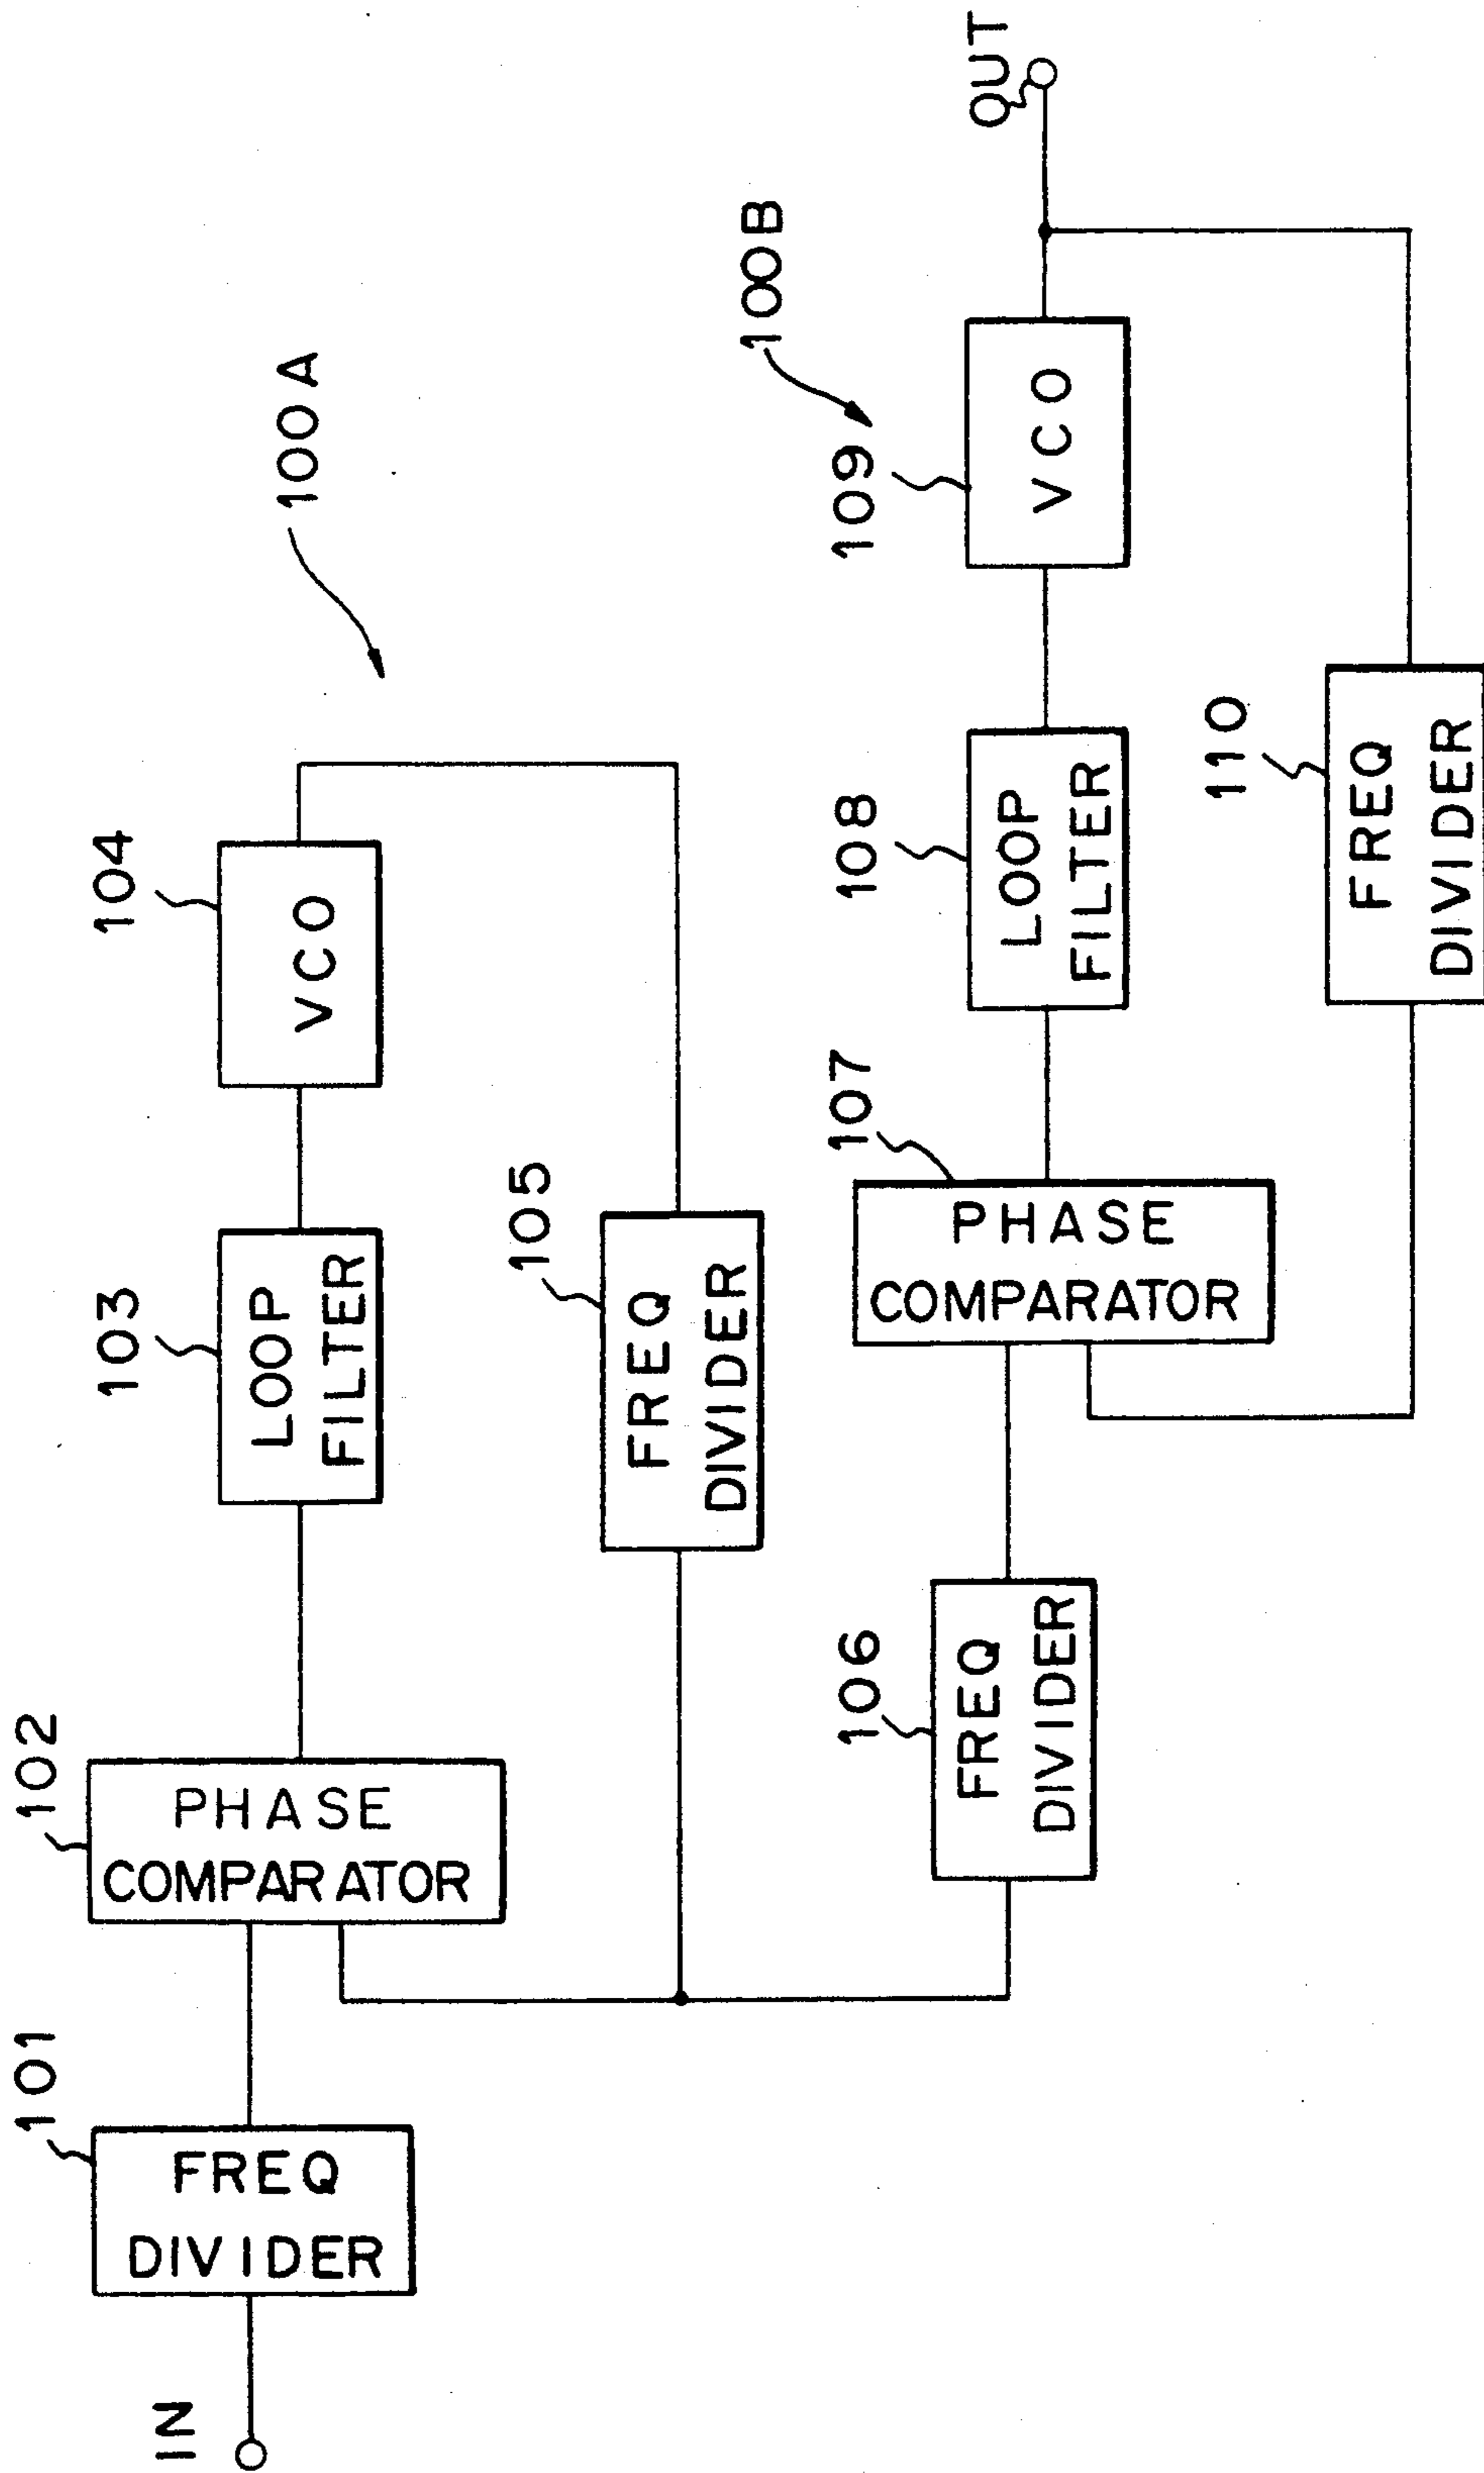 IN
101
FREQ
DIVIDER
102
PHASE
COMPARATOR
103
LOOP
FILTER
104
VCO
100A
105
FREQ
DIVIDER
106
FREQ
DIVIDER
107
PHASE
COMPARATOR
108
LOOP
FILTER
109
VCO
100B
OUT
110
FREQ
DIVIDER